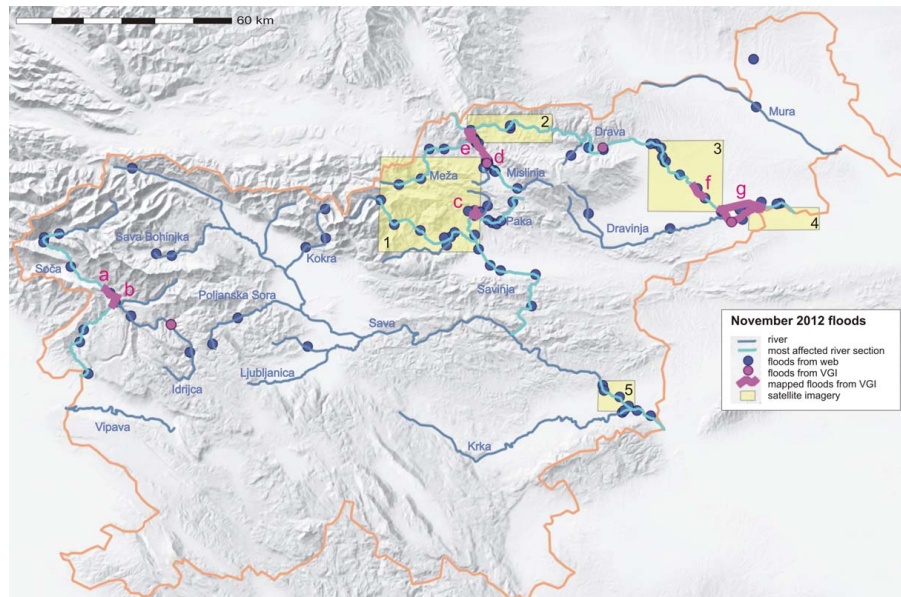 60 km
Mura
2
Drava
3
e
d
Meža
Mislinja
f
g
c
Paka
4
Dravinja
1
Sava Bohinjka
Kokra
Soča
a
b
Poljanska Sora
Savinja
Sava
November 2012 floods
river
most affected river section
floods from web
floods from VGI
mapped floods from VGI
satellite imagery
Ljubljanica
Idrijca
5
Vipava
Krka